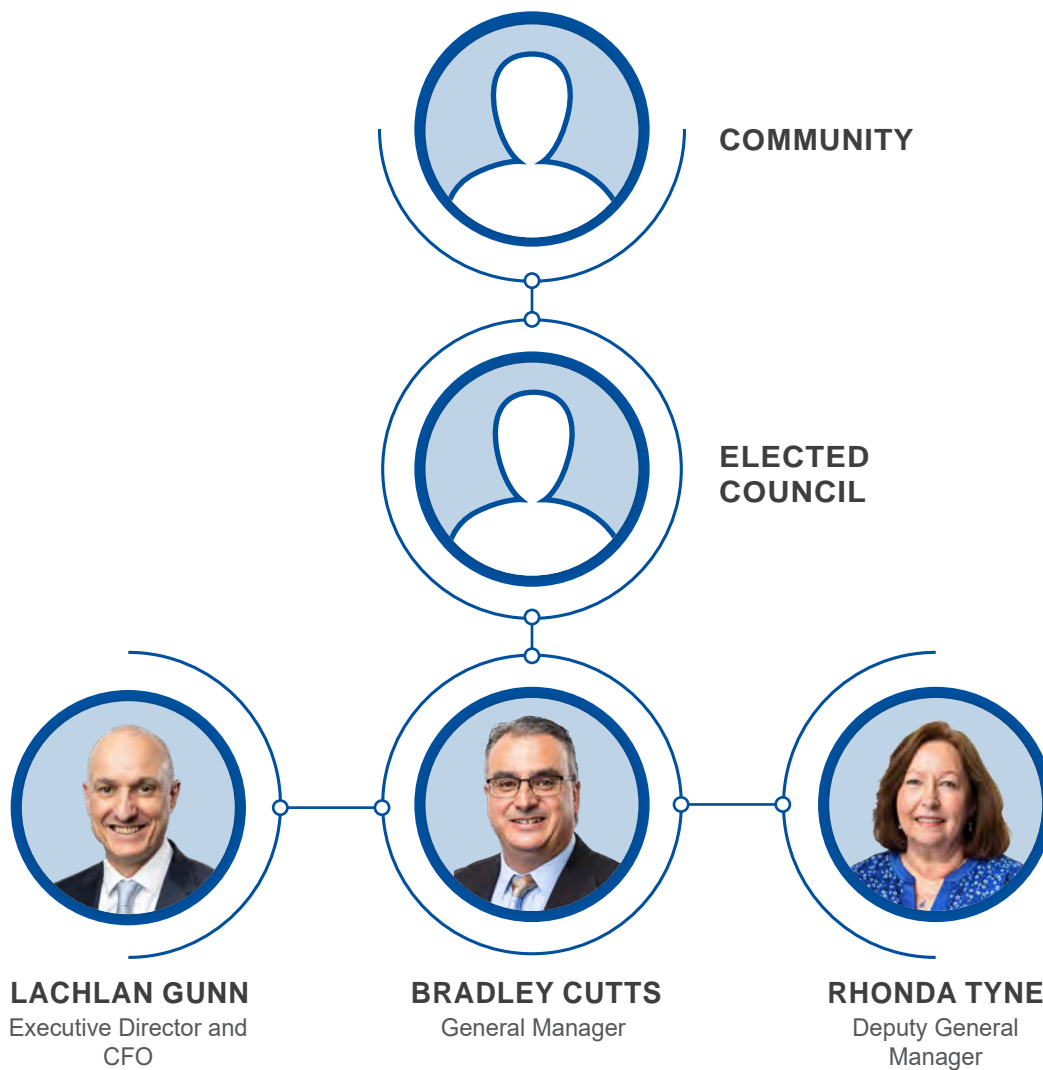 COMMUNITY
ELECTED
COUNCIL
LACHLAN GUNN
Executive Director and
CFO
BRADLEY CUTTS
General Manager
RHONDA TYNE
Deputy General
Manager